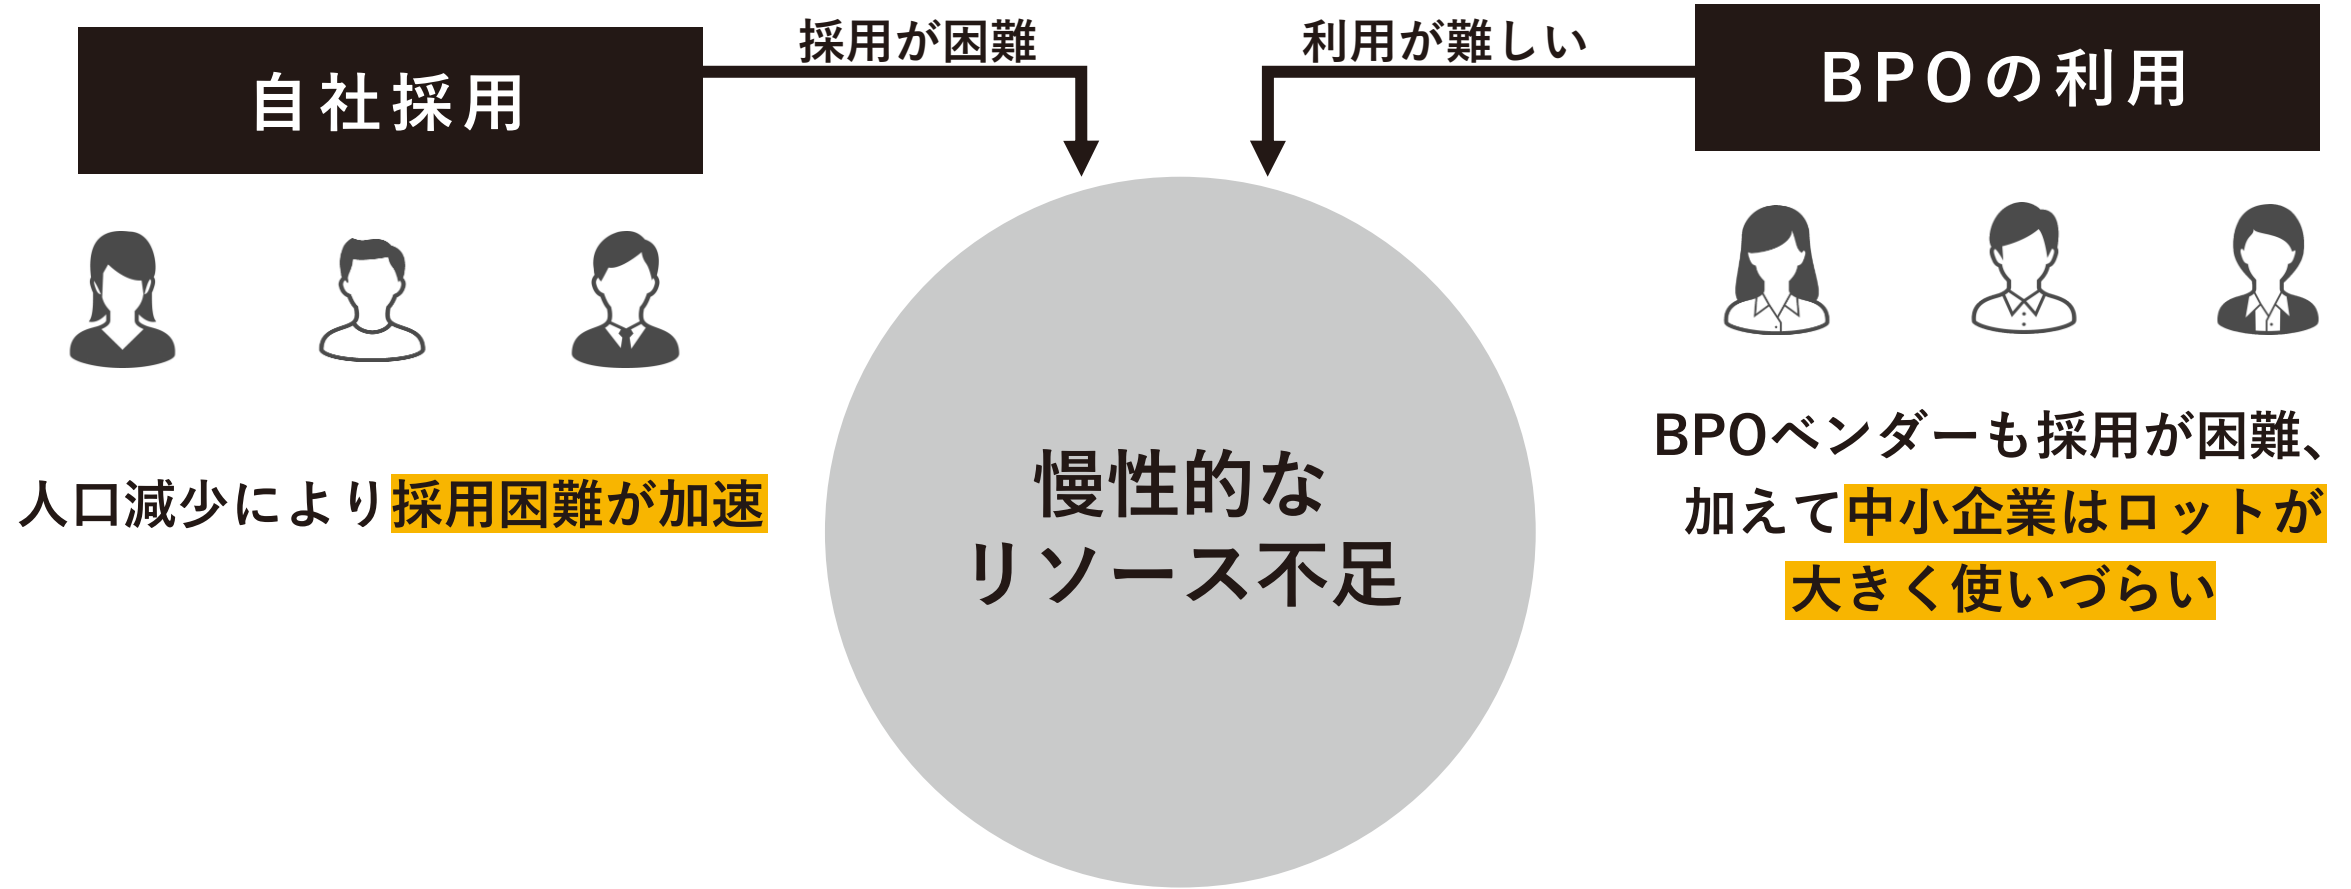 自社採用
採用が困難
利用が難しい
BPOの利用
人口減少により採用困難が加速
慢性的な
リソース不足
BPOベンダーも採用が困難、
加えて中小企業はロットが
大きく使いづらい